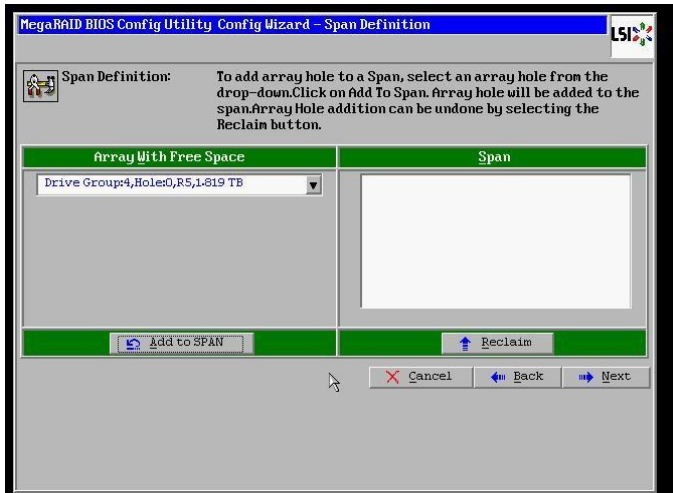 MegaRAID BIOS Config Utility Config Wizard – Span Definition
LSI
Span Definition:
To add array hole to a Span, select an array hole from the
drop-down.Click on Add To Span. Array hole will be added to the
span.Array Hole addition can be undone by selecting the
Reclaim button.
Array With Free Space
Span
Drive Group:4,Hole:0,R5,1.819 TB
Add to SPAN
Reclaim
Cancel
Back
Next